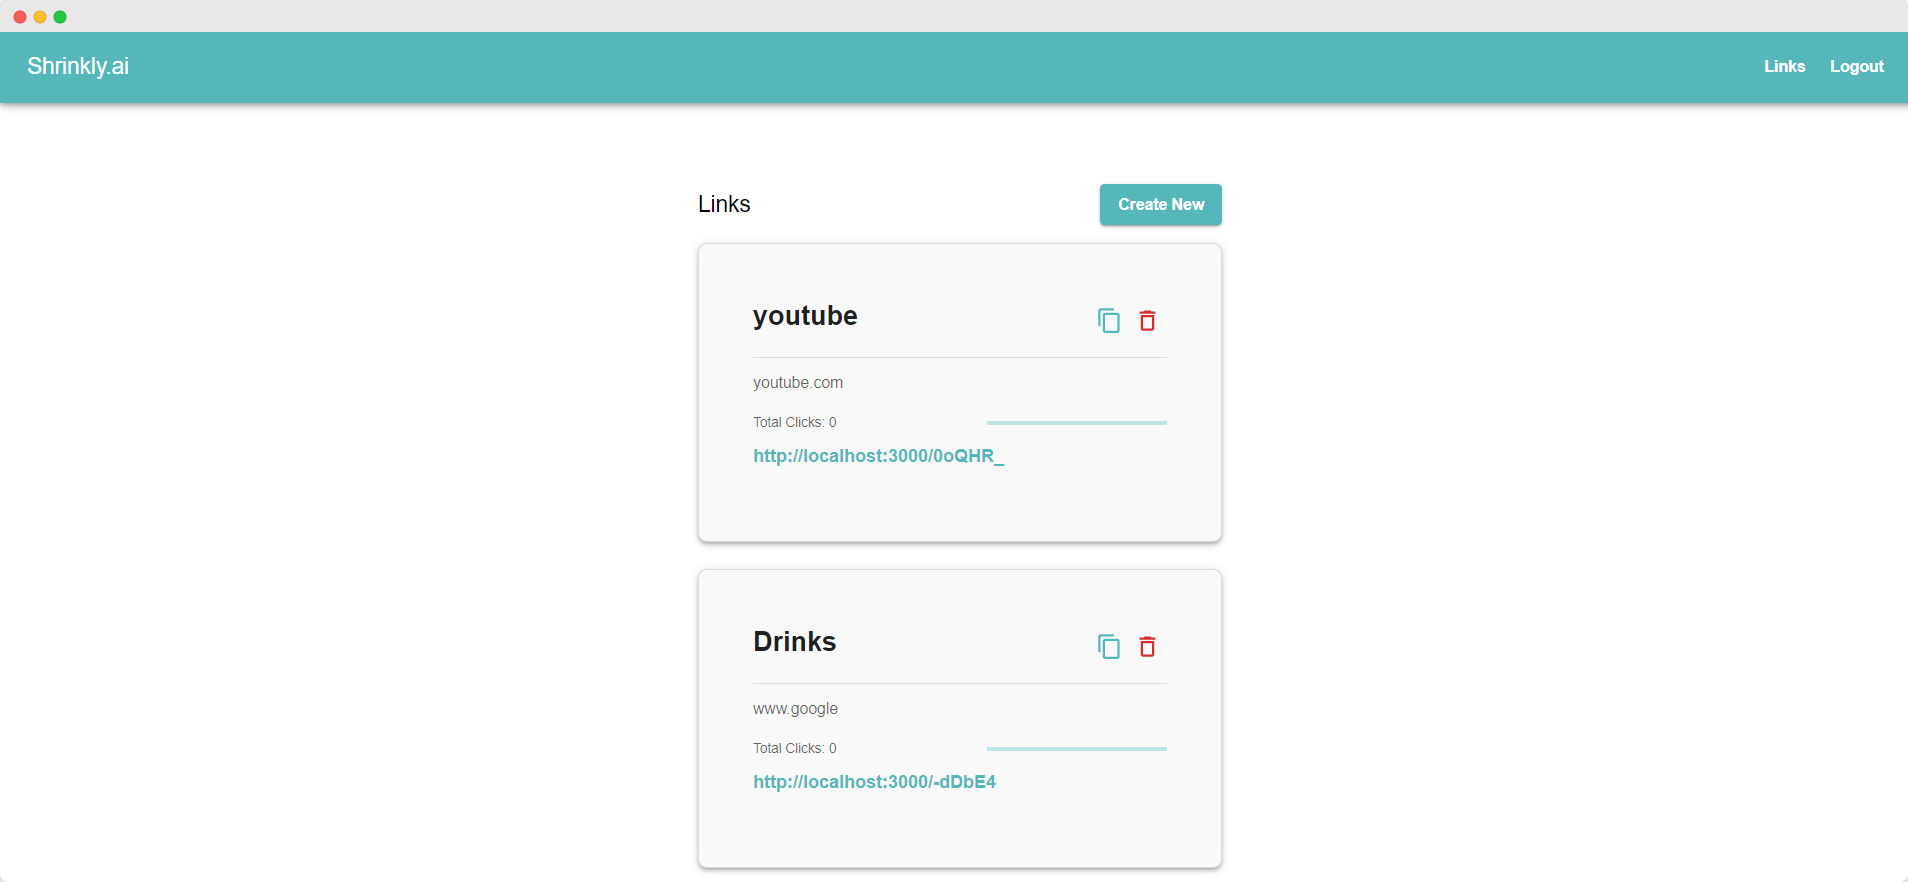 Shrinkly.ai
Links Logout
Links
Create New
youtube
youtube.com
Total Clicks: 0
http://localhost:3000/0oQHR_
Drinks
www.google
Total Clicks: 0
http://localhost:3000/-dDbE4